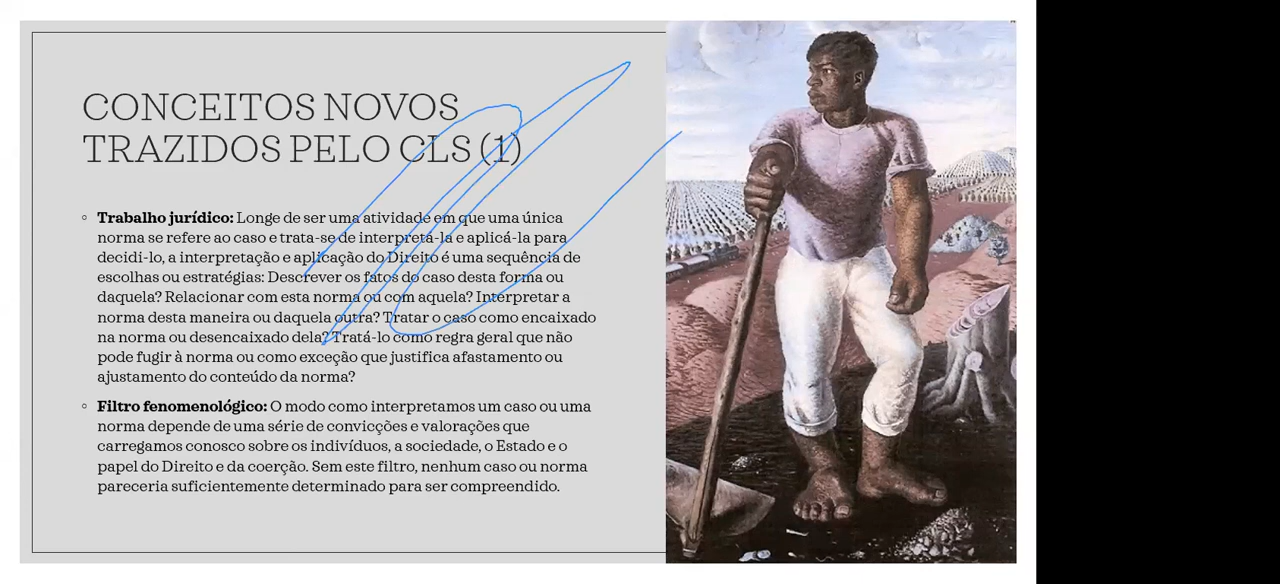 CONCEITOS NOVOS
TRAZIDOS PELO CLS (1)
Trabalho jurídico: Longe de ser uma atividade em que uma única
norma se refere ao caso e trata-se de interpretá-la e aplicá-la para
decidi-lo, a interpretação e aplicação do Direito é uma sequência de
escolhas ou estratégias: Descrever os fatos do caso desta forma ou
daquela? Relacionar com esta norma ou com aquela? Interpretar a
norma desta maneira ou daquela outra? Tratar o caso como encaixado
na norma ou desencaixado dela? Tratá-lo como regra geral que não
pode fugir à norma ou como exceção que justifica afastamento ou
ajustamento do conteúdo da norma?
Filtro fenomenológico: O modo como interpretamos um caso ou uma
norma depende de uma série de convicções e valorações que
carregamos conosco sobre os indivíduos, a sociedade, o Estado e o
papel do Direito e da coerção. Sem este filtro, nenhum caso ou norma
pareceria suficientemente determinado para ser compreendido.